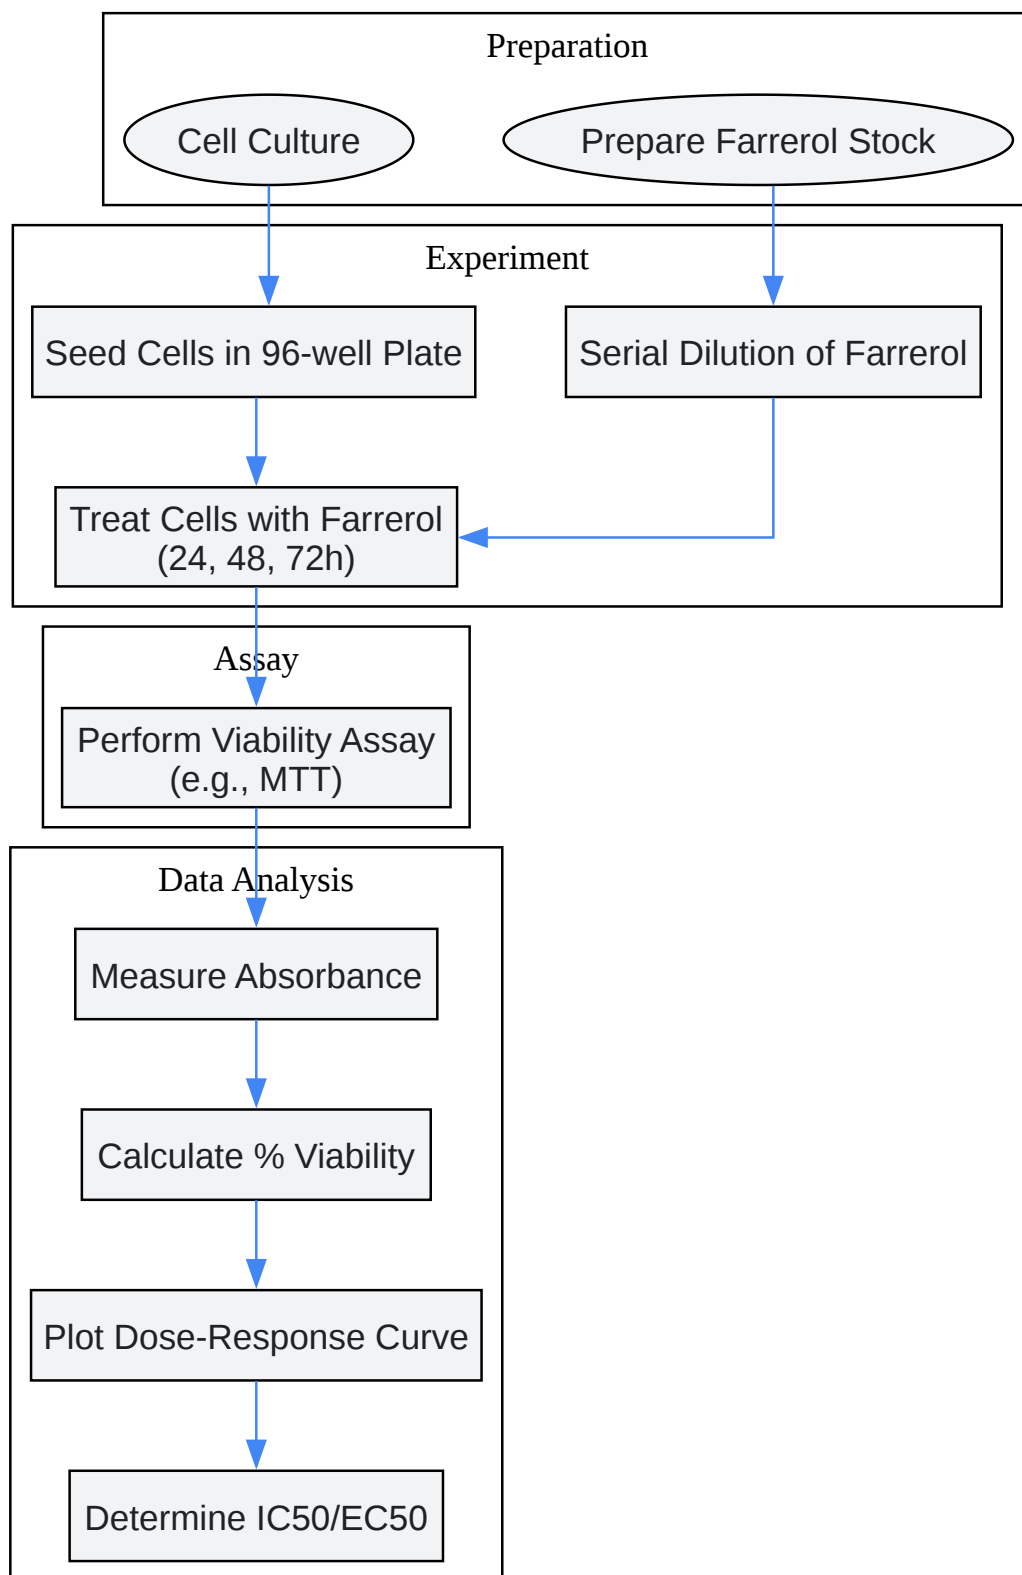 Preparation
Cell Culture
Prepare Farrerol Stock
Experiment
Seed Cells in 96-well Plate
Serial Dilution of Farrerol
Treat Cells with Farrerol
(24, 48, 72h)
Assay
Perform Viability Assay
(e.g., MTT)
Data Analysis
Measure Absorbance
Calculate % Viability
Plot Dose-Response Curve
Determine IC50/EC50